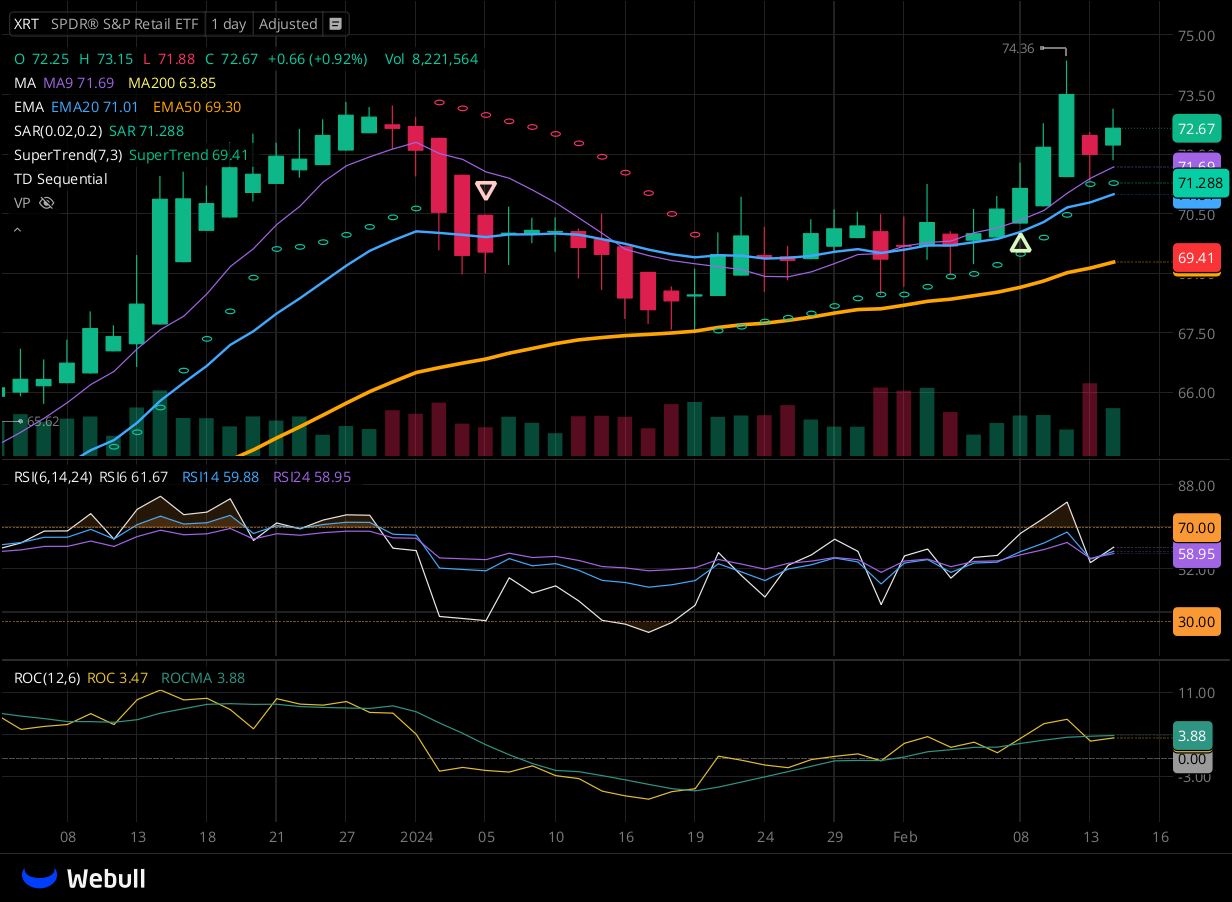 XRT SPDR® S&P Retail ETF 1 day Adjusted
O 72.25 H 73.15 L 71.88 C 72.67 +0.66 (+0.92%) Vol 8,221,564
MA MA9 71.69 MA200 63.85
EMA EMA20 71.01 EMA50 69.30
SAR(0.02,0.2) SAR 71.288
SuperTrend(7,3) SuperTrend 69.41
TD Sequential
VP
74.36
65.62
75.00
73.50
72.67
71.69
71.288
70.50
69.41
67.50
66.00
RSI(6,14,24) RSI6 61.67 RSI14 59.88 RSI24 58.95
88.00
70.00
58.95
52.00
30.00
ROC(12,6) ROC 3.47 ROCMA 3.88
11.00
3.88
0.00
-3.00
08 13 18 21 27 2024 05 10 16 19 24 29 Feb 08 13 16
Webull